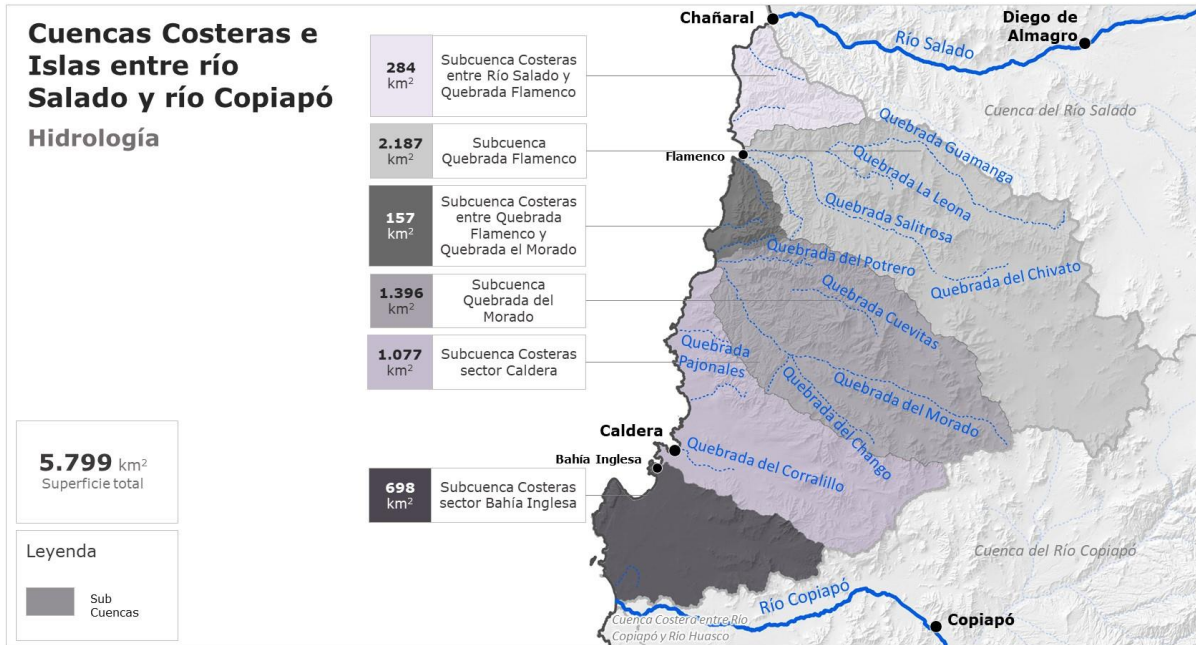 Cuencas Costeras e
Islas entre río
Salado y río Copiapó
Hidrología
284
km²
Subcuenca Costeras
entre Río Salado y
Quebrada Flamenco
2.187
km²
Subcuenca
Quebrada Flamenco
157
km²
Subcuenca Costeras
entre Quebrada
Flamenco y
Quebrada el Morado
1.396
km²
Subcuenca
Quebrada del
Morado
1.077
km²
Subcuenca Costeras
sector Caldera
698
km²
Subcuenca Costeras
sector Bahía Inglesa
5.799 km²
Superficie total
Leyenda
Sub
Cuencas
Chañaral
Río Salado
Diego de
Almagro
Cuenca del Río Salado
Flamenco
Quebrada Guamanga
Quebrada La Leona
Quebrada Salitrosa
Quebrada del Potrero
Quebrada del Chivato
Quebrada Cuevitas
Quebrada
Pajonales
Quebrada del Morado
Quebrada del Chango
Caldera
Bahía Inglesa
Quebrada del Corralillo
Cuenca del Río Copiapó
Río Copiapó
Copiapó
Cuenca Costera entre Río
Copiapó y Río Huasco